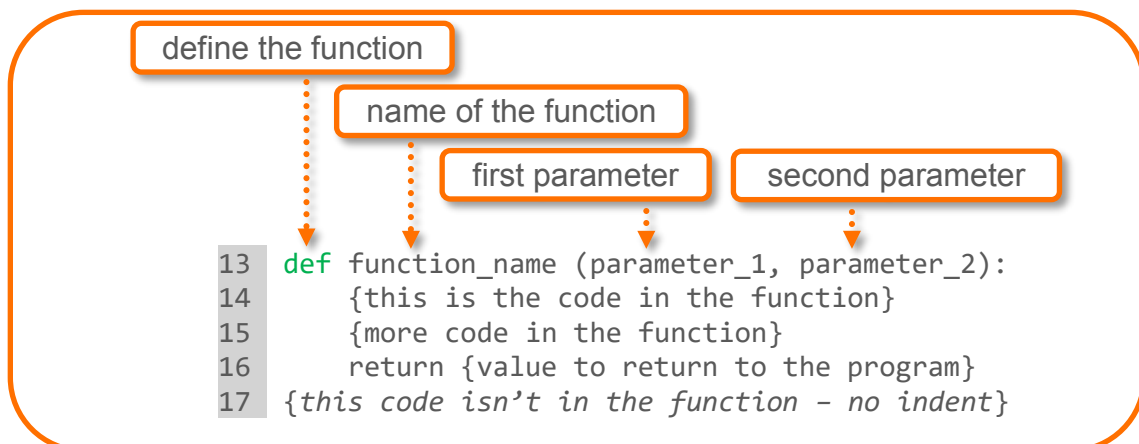 define the function
name of the function
first parameter second parameter
13 def function_name (parameter_1, parameter_2):
14 {this is the code in the function}
15 {more code in the function}
16 return {value to return to the program}
17 {this code isn’t in the function – no indent}